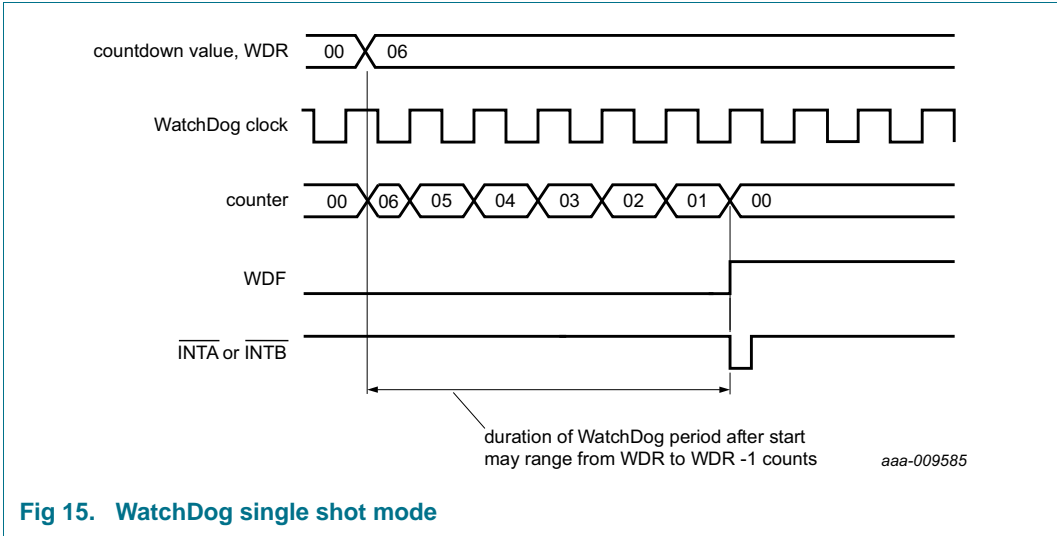 countdown value, WDR 00 06
WatchDog clock
counter 00 06 05 04 03 02 01 00
WDF
INTA or INTB
duration of WatchDog period after start
may range from WDR to WDR -1 counts
aaa-009585
Fig 15. WatchDog single shot mode